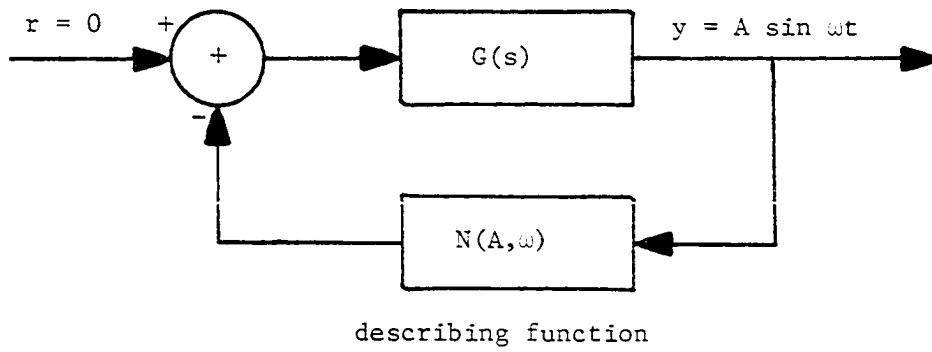 r = 0
+
+
-
G(s)
y = A sin ωt
N(A,ω)
describing function